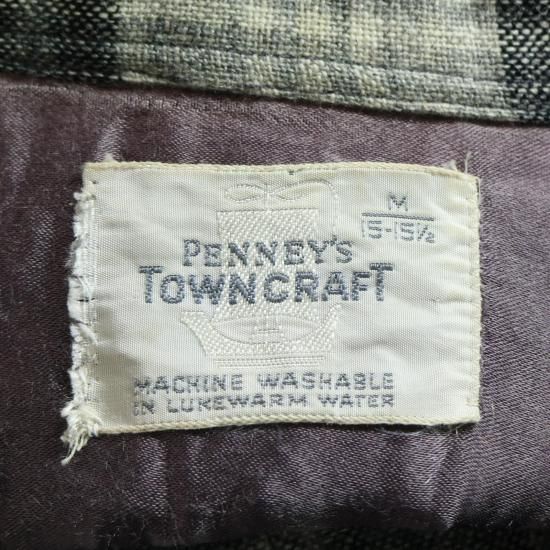 M
15-15½
PENNEY'S
TOWNCRAFT
MACHINE WASHABLE
IN LUKEWARM WATER